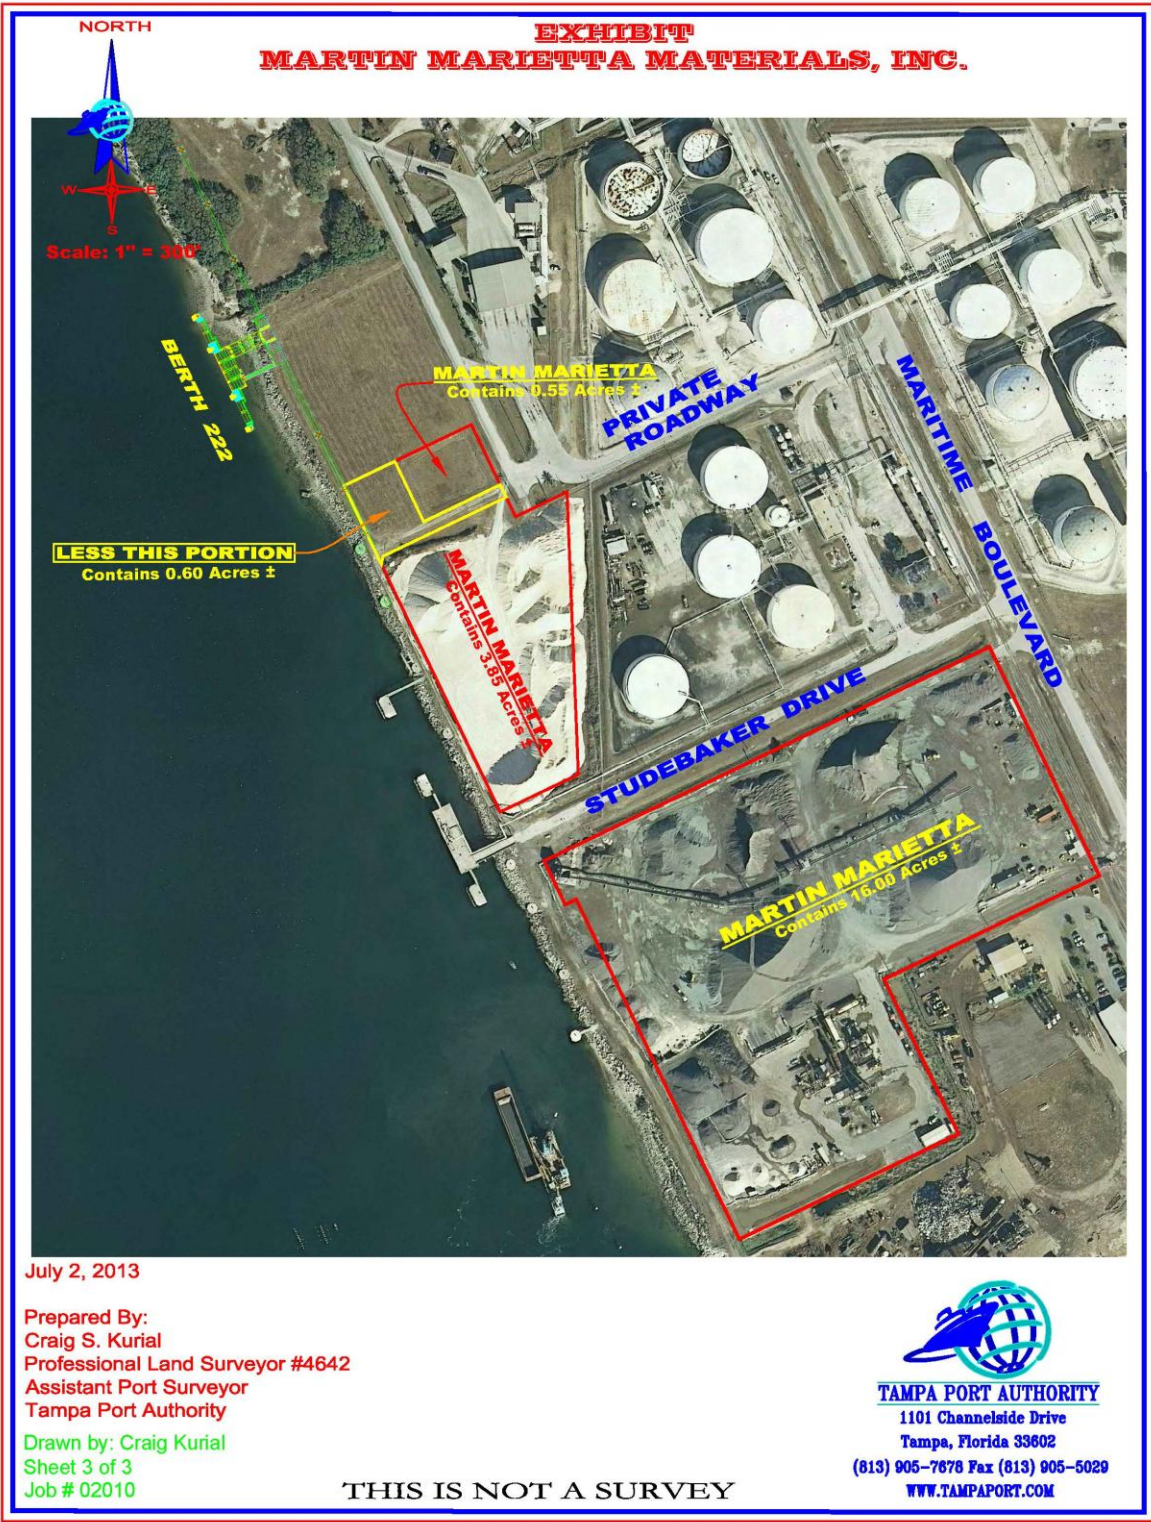 NORTH
EXHIBIT
MARTIN MARIETTA MATERIALS, INC.
W E
S
Scale: 1" = 300'
BERTH 222
MARTIN MARIETTA
Contains 0.55 Acres ±
PRIVATE
ROADWAY
MARITIME BOULEVARD
LESS THIS PORTION
Contains 0.60 Acres ±
MARTIN MARIETTA
Contains 3.85 Acres ±
STUDEBAKER DRIVE
MARTIN MARIETTA
Contains 16.00 Acres ±
July 2, 2013
Prepared By:
Craig S. Kurial
Professional Land Surveyor #4642
Assistant Port Surveyor
Tampa Port Authority
Drawn by: Craig Kurial
Sheet 3 of 3
Job # 02010
THIS IS NOT A SURVEY
TAMPA PORT AUTHORITY
1101 Channelside Drive
Tampa, Florida 33602
(813) 905-7678 Fax (813) 905-5029
WWW.TAMPAPORT.COM